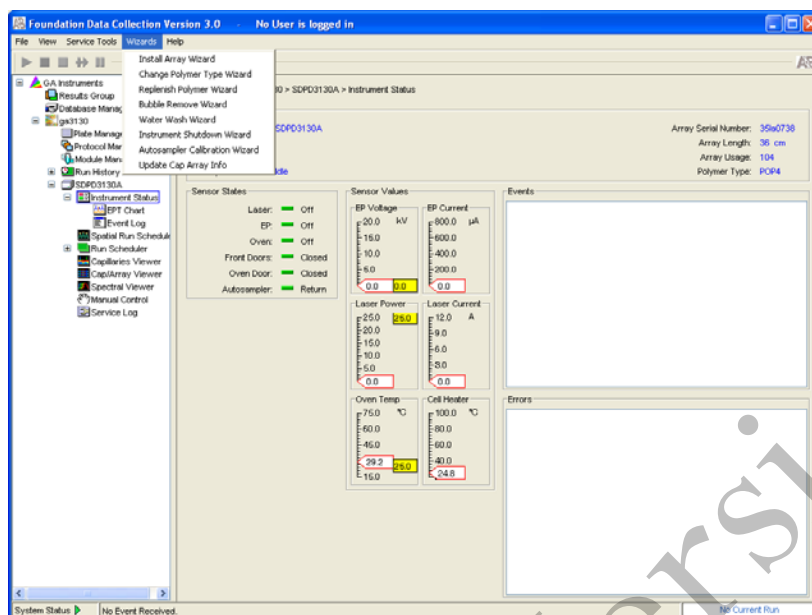 Foundation Data Collection Version 3.0 - No User is logged in
File View Service Tools Wizards Help
Install Array Wizard
Change Polymer Type Wizard
Replenish Polymer Wizard
Bubble Remove Wizard
Water Wash Wizard
Instrument Shutdown Wizard
Autosampler Calibration Wizard
Update Cap Array Info
GA Instruments
Results Group
Database Manag
ga3130
Plate Manage
Protocol Man
Module Man
Run History
SDPD3130A
Instrument Status
EPT Chart
Event Log
Spatial Run Schedul
Run Scheduler
Capillaries Viewer
Cap/Array Viewer
Spectral Viewer
Manual Control
Service Log
> SDPD3130A > Instrument Status
SDPD3130A
Array Serial Number: 35la0738
Array Length: 36 cm
Array Usage: 104
Polymer Type: POP4
Sensor States
Laser: Off
EP: Off
Oven: Off
Front Doors: Closed
Oven Door: Closed
Autosampler: Return
Sensor Values
EP Voltage
20.0 kV
15.0
10.0
5.0
0.0 0.0
EP Current
800.0 µA
600.0
400.0
200.0
0.0
Laser Power
25.0 25.0
20.0
15.0
10.0
5.0
0.0
Laser Current
12.0 A
9.0
6.0
3.0
0.0
Oven Temp
75.0 °C
60.0
45.0
29.2 25.0
15.0
Cell Heater
100.0 °C
80.0
60.0
40.0
24.8
Events
Errors
System Status No Event Received.
No Current Run